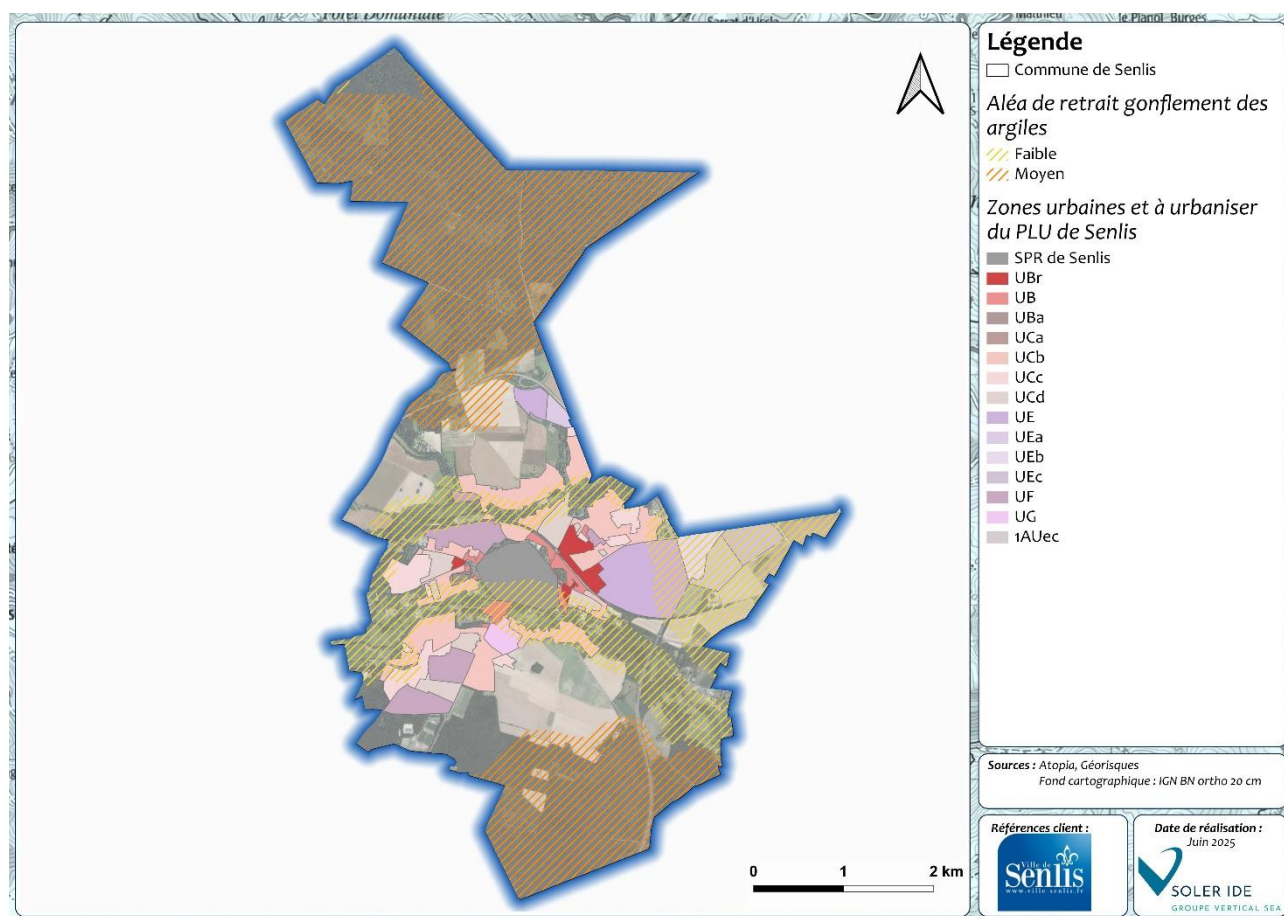 Forêt Domaniale
le Planol Burges
Légende
Commune de Senlis
Aléa de retrait gonflement des
argiles
Faible
Moyen
Zones urbaines et à urbaniser
du PLU de Senlis
SPR de Senlis
UBr
UB
UBa
UCa
UCb
UCc
UCd
UE
UEa
UEb
UEc
UF
UG
1AUec
Sources : Atopia, Géorisques
Fond cartographique : IGN BN ortho 20 cm
0 1 2 km
Références client :
Ville de
Senlis
www.ville-senlis.fr
Date de réalisation :
Juin 2025
SOLER IDE
GROUPE VERTICAL SEA